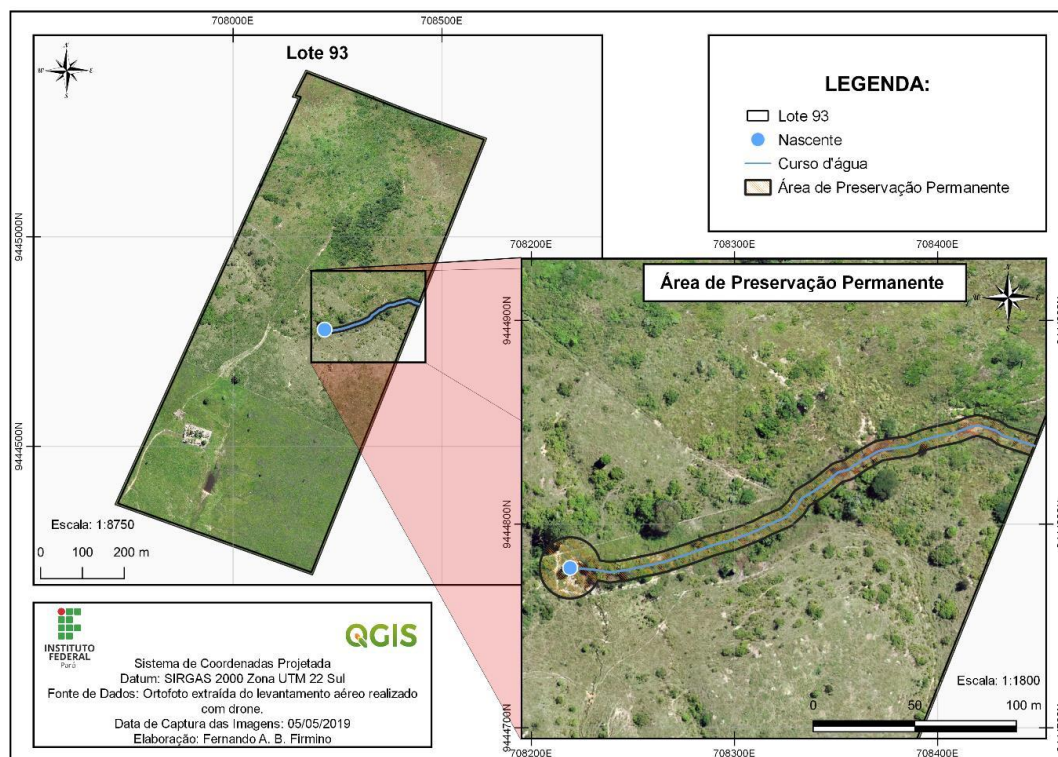 708000E
708500E
Lote 93
N
W
E
S
9445000N
9444500N
Escala: 1:8750
0
100
200 m
LEGENDA:
Lote 93
Nascente
Curso d'água
Área de Preservação Permanente
708200E
708300E
708400E
Área de Preservação Permanente
9444900N
9444800N
9444700N
Escala: 1:1800
0
50
100 m
708200E
708300E
708400E
INSTITUTO
FEDERAL
Pará
QGIS
Sistema de Coordenadas Projetada
Datum: SIRGAS 2000 Zona UTM 22 Sul
Fonte de Dados: Ortofoto extraída do levantamento aéreo realizado
com drone.
Data de Captura das Imagens: 05/05/2019
Elaboração: Fernando A. B. Firmino